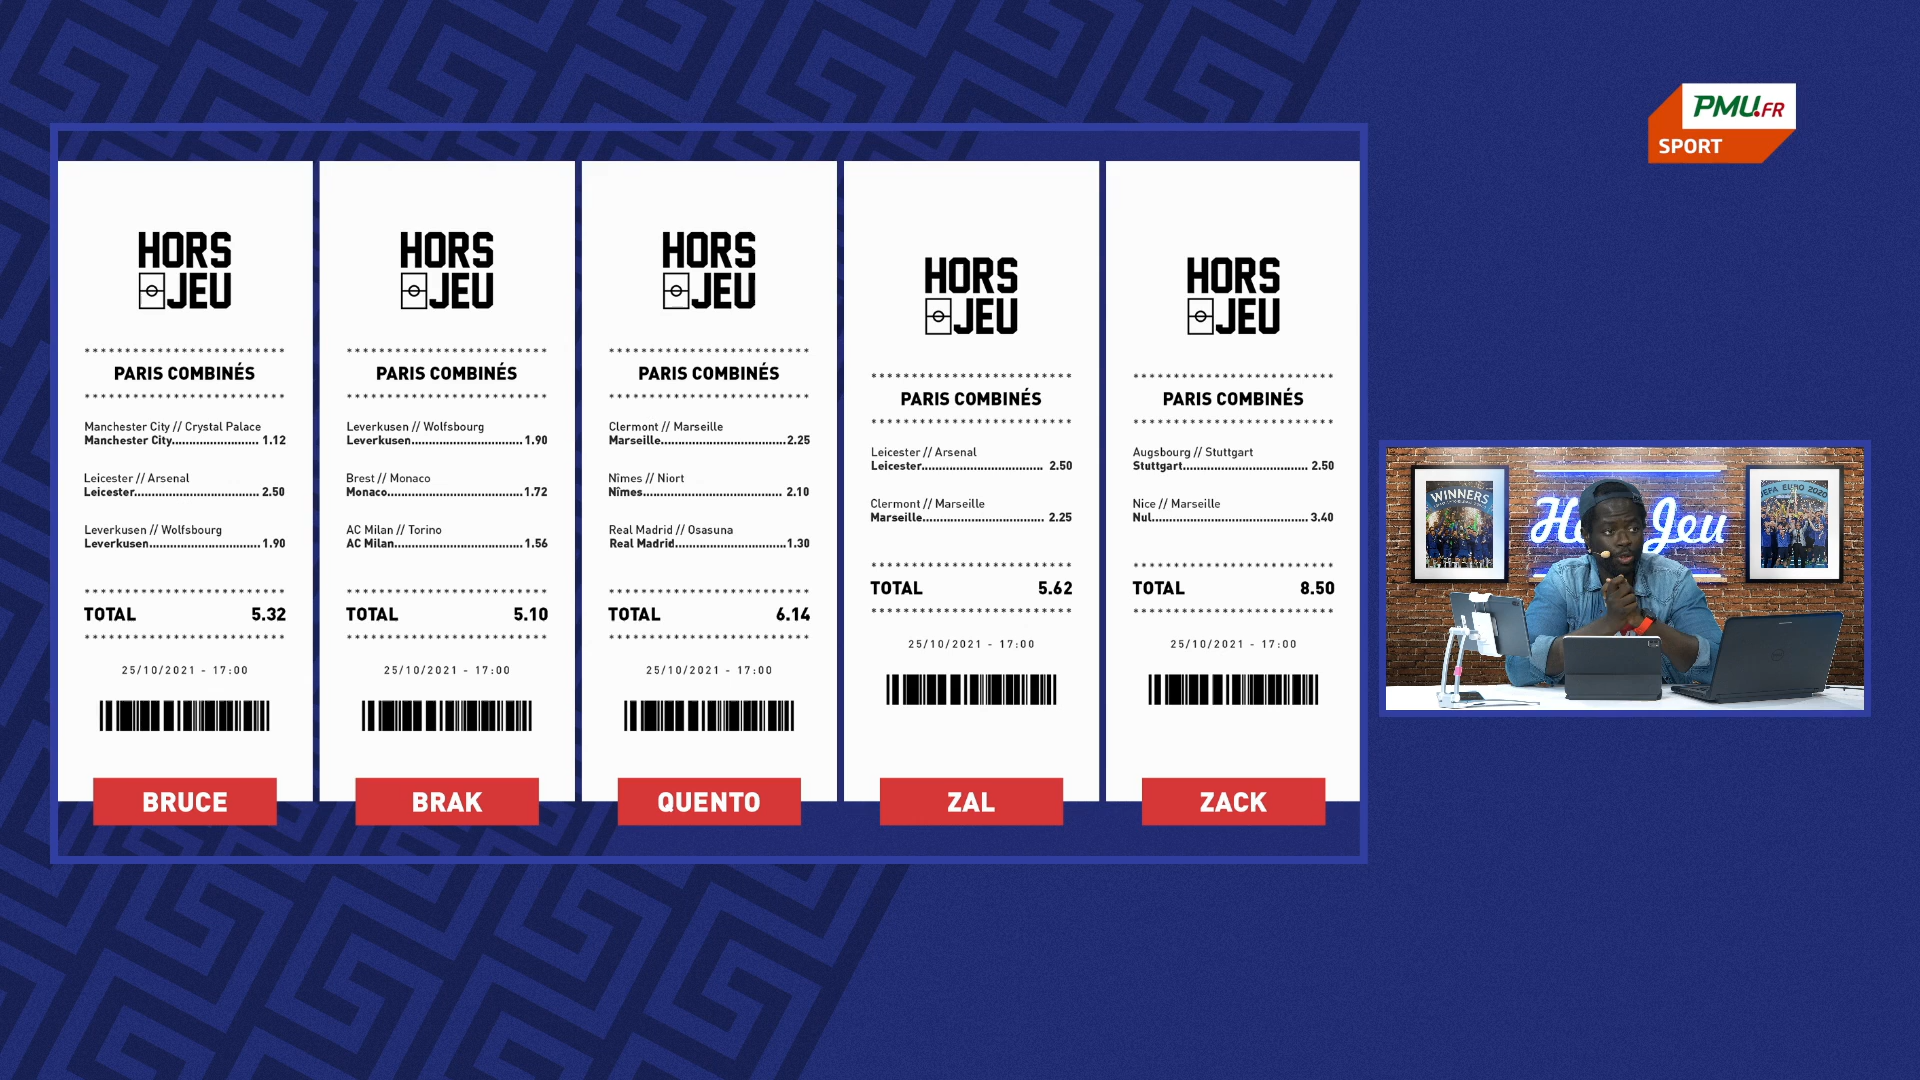 PMU.FR
SPORT
HORS
JEU
************************
PARIS COMBINÉS
************************
Manchester City // Crystal Palace
Manchester City.......................... 1.12
Leicester // Arsenal
Leicester..................................... 2.50
Leverkusen // Wolfsbourg
Leverkusen.................................1.90
************************
TOTAL 5.32
************************
25/10/2021 - 17:00
BRUCE
HORS
JEU
************************
PARIS COMBINÉS
************************
Leverkusen // Wolfsbourg
Leverkusen.................................1.90
Brest // Monaco
Monaco.........................................1.72
AC Milan // Torino
AC Milan.......................................1.56
************************
TOTAL 5.10
************************
25/10/2021 - 17:00
BRAK
HORS
JEU
************************
PARIS COMBINÉS
************************
Clermont // Marseille
Marseille.....................................2.25
Nîmes // Niort
Nîmes.......................................... 2.10
Real Madrid // Osasuna
Real Madrid.................................1.30
************************
TOTAL 6.14
************************
25/10/2021 - 17:00
QUENTO
HORS
JEU
************************
PARIS COMBINÉS
************************
Leicester // Arsenal
Leicester..................................... 2.50
Clermont // Marseille
Marseille..................................... 2.25
************************
TOTAL 5.62
************************
25/10/2021 - 17:00
ZAL
HORS
JEU
************************
PARIS COMBINÉS
************************
Augsbourg // Stuttgart
Stuttgart...................................... 2.50
Nice // Marseille
Nul................................................ 3.40
************************
TOTAL 8.50
************************
25/10/2021 - 17:00
ZACK
WINNERS
Jeu
UEFA EURO 2020